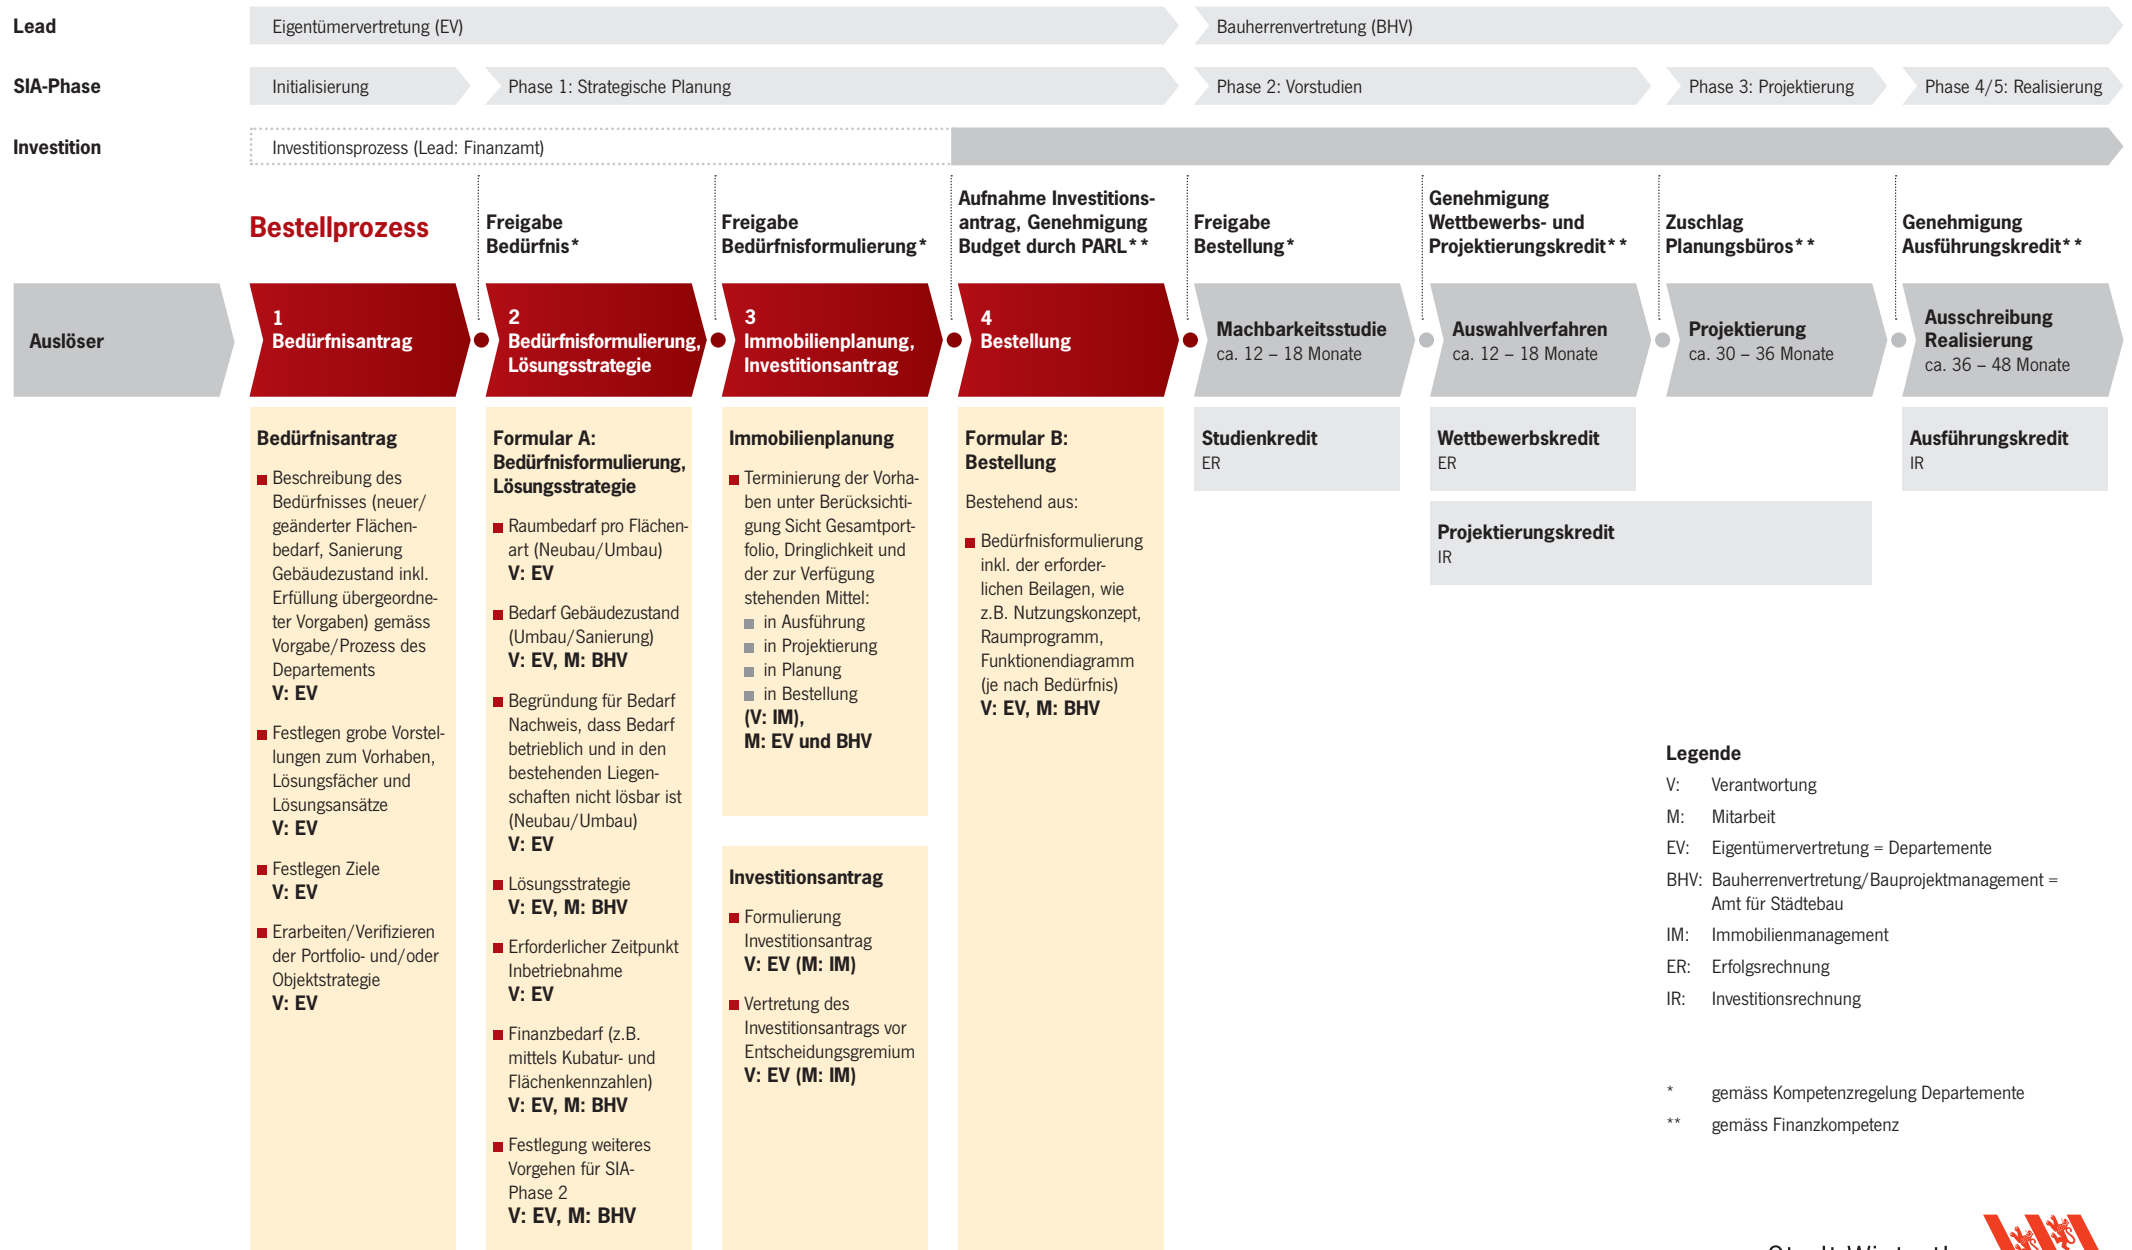 Lead
Eigentümervertretung (EV)
Bauherrenvertretung (BHV)
SIA-Phase
Initialisierung
Phase 1: Strategische Planung
Phase 2: Vorstudien
Phase 3: Projektierung
Phase 4/5: Realisierung
Investition
Investitionsprozess (Lead: Finanzamt)
Bestellprozess
Freigabe
Bedürfnis*
Freigabe
Bedürfnisformulierung*
Aufnahme Investitions-
antrag, Genehmigung
Budget durch PARL**
Freigabe
Bestellung*
Genehmigung
Wettbewerbs- und
Projektierungskredit**
Zuschlag
Planungsbüros**
Genehmigung
Ausführungskredit**
Auslöser
1
Bedürfnisantrag
2
Bedürfnisformulierung,
Lösungsstrategie
3
Immobilienplanung,
Investitionsantrag
4
Bestellung
Machbarkeitsstudie
ca. 12 – 18 Monate
Auswahlverfahren
ca. 12 – 18 Monate
Projektierung
ca. 30 – 36 Monate
Ausschreibung
Realisierung
ca. 36 – 48 Monate
Bedürfnisantrag
Beschreibung des
Bedürfnisses (neuer/
geänderter Flächen-
bedarf, Sanierung
Gebäudezustand inkl.
Erfüllung übergeordne-
ter Vorgaben) gemäss
Vorgabe/Prozess des
Departements
V: EV
Festlegen grobe Vorstel-
lungen zum Vorhaben,
Lösungsfächer und
Lösungsansätze
V: EV
Festlegen Ziele
V: EV
Erarbeiten/Verifizieren
der Portfolio- und/oder
Objektstrategie
V: EV
Formular A:
Bedürfnisformulierung,
Lösungsstrategie
Raumbedarf pro Flächen-
art (Neubau/Umbau)
V: EV
Bedarf Gebäudezustand
(Umbau/Sanierung)
V: EV, M: BHV
Begründung für Bedarf
Nachweis, dass Bedarf
betrieblich und in den
bestehenden Liegen-
schaften nicht lösbar ist
(Neubau/Umbau)
V: EV
Lösungsstrategie
V: EV, M: BHV
Erforderlicher Zeitpunkt
Inbetriebnahme
V: EV
Finanzbedarf (z.B.
mittels Kubatur- und
Flächenkennzahlen)
V: EV, M: BHV
Festlegung weiteres
Vorgehen für SIA-
Phase 2
V: EV, M: BHV
Immobilienplanung
Terminierung der Vorha-
ben unter Berücksichti-
gung Sicht Gesamtport-
folio, Dringlichkeit und
der zur Verfügung
stehenden Mittel:
in Ausführung
in Projektierung
in Planung
in Bestellung
(V: IM),
M: EV und BHV
Investitionsantrag
Formulierung
Investitionsantrag
V: EV (M: IM)
Vertretung des
Investitionsantrags vor
Entscheidungsgremium
V: EV (M: IM)
Formular B:
Bestellung
Bestehend aus:
Bedürfnisformulierung
inkl. der erforder-
lichen Beilagen, wie
z.B. Nutzungskonzept,
Raumprogramm,
Funktionendiagramm
(je nach Bedürfnis)
V: EV, M: BHV
Studienkredit
ER
Wettbewerbskredit
ER
Projektierungskredit
IR
Ausführungskredit
IR
Legende
V: Verantwortung
M: Mitarbeit
EV: Eigentümervertretung = Departemente
BHV: Bauherrenvertretung/Bauprojektmanagement =
Amt für Städtebau
IM: Immobilienmanagement
ER: Erfolgsrechnung
IR: Investitionsrechnung
* gemäss Kompetenzregelung Departemente
** gemäss Finanzkompetenz